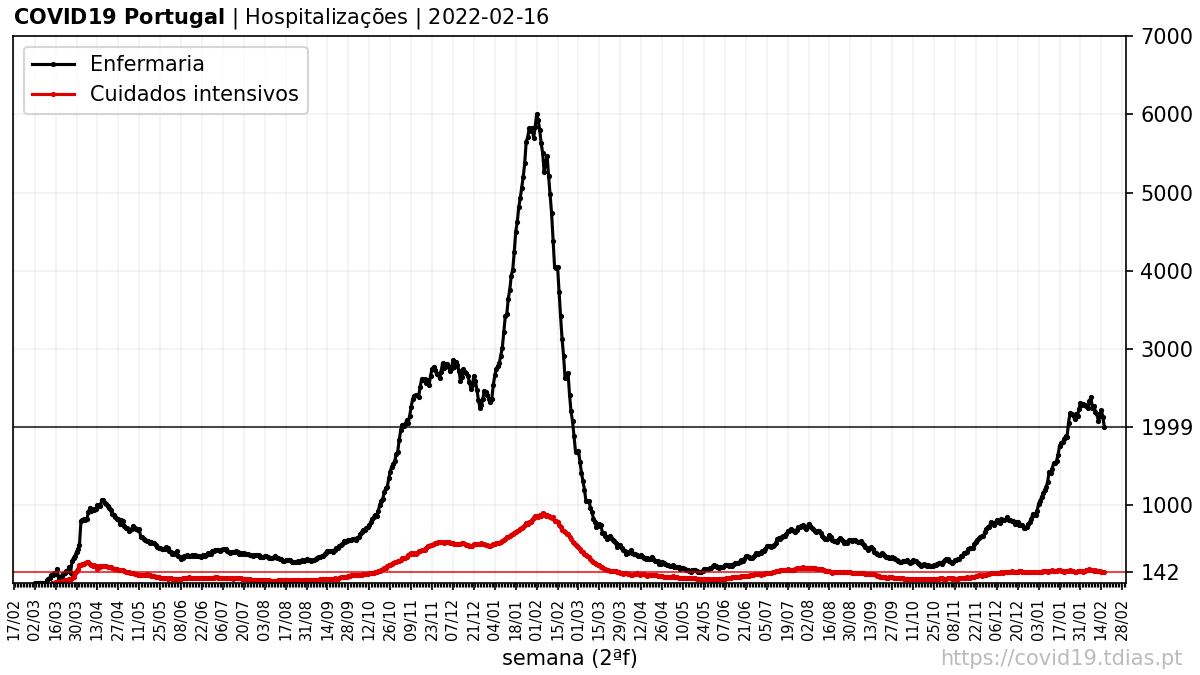 COVID19 Portugal | Hospitalizações | 2022-02-16
Enfermaria
Cuidados intensivos
7000
6000
5000
4000
3000
1999
1000
142
17/02 02/03 16/03 30/03 13/04 27/04 11/05 25/05 08/06 22/06 06/07 20/07 03/08 17/08 31/08 14/09 28/09 12/10 26/10 09/11 23/11 07/12 21/12 04/01 18/01 01/02 15/02 01/03 15/03 29/03 12/04 26/04 10/05 24/05 07/06 21/06 05/07 19/07 02/08 16/08 30/08 13/09 27/09 11/10 25/10 08/11 22/11 06/12 20/12 03/01 17/01 31/01 14/02 28/02
semana (2ªf)
https://covid19.tdias.pt